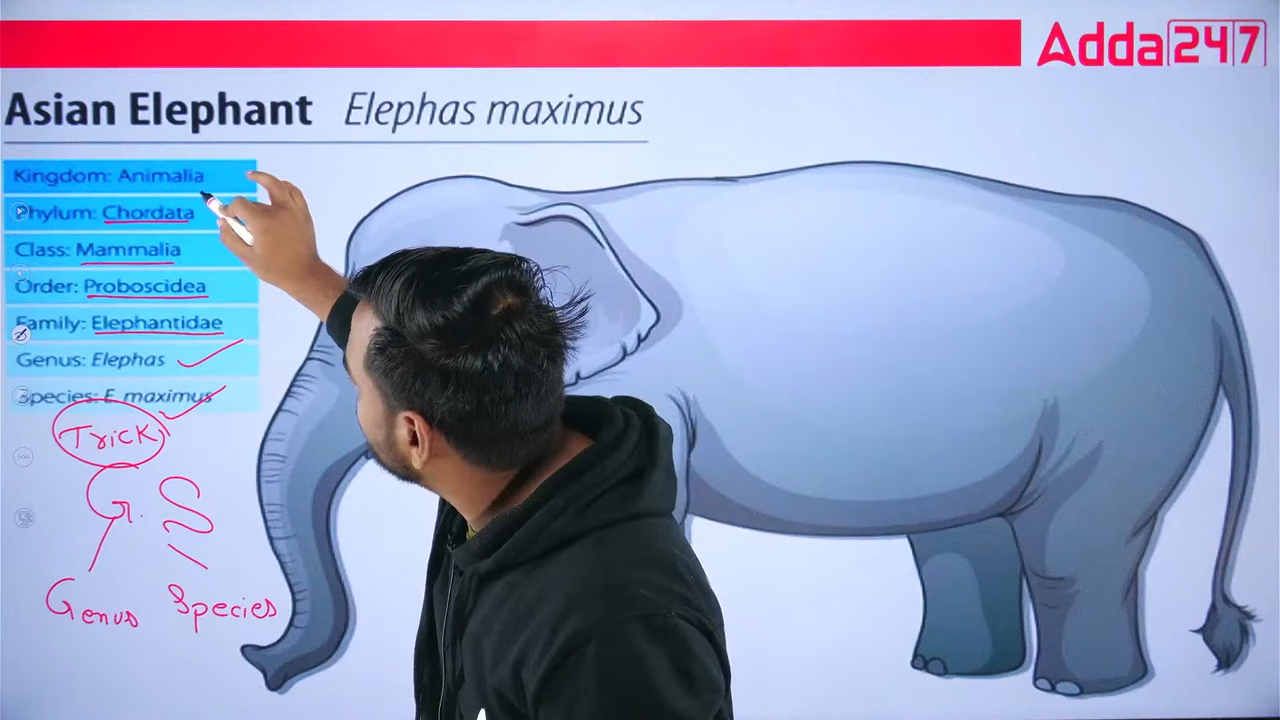 Adda247
Asian Elephant Elephas maximus
Kingdom: Animalia
Phylum: Chordata
Class: Mammalia
Order: Proboscidea
Family: Elephantidae
Genus: Elephas
Species: E. maximus
Trick
G. S
Genus Species